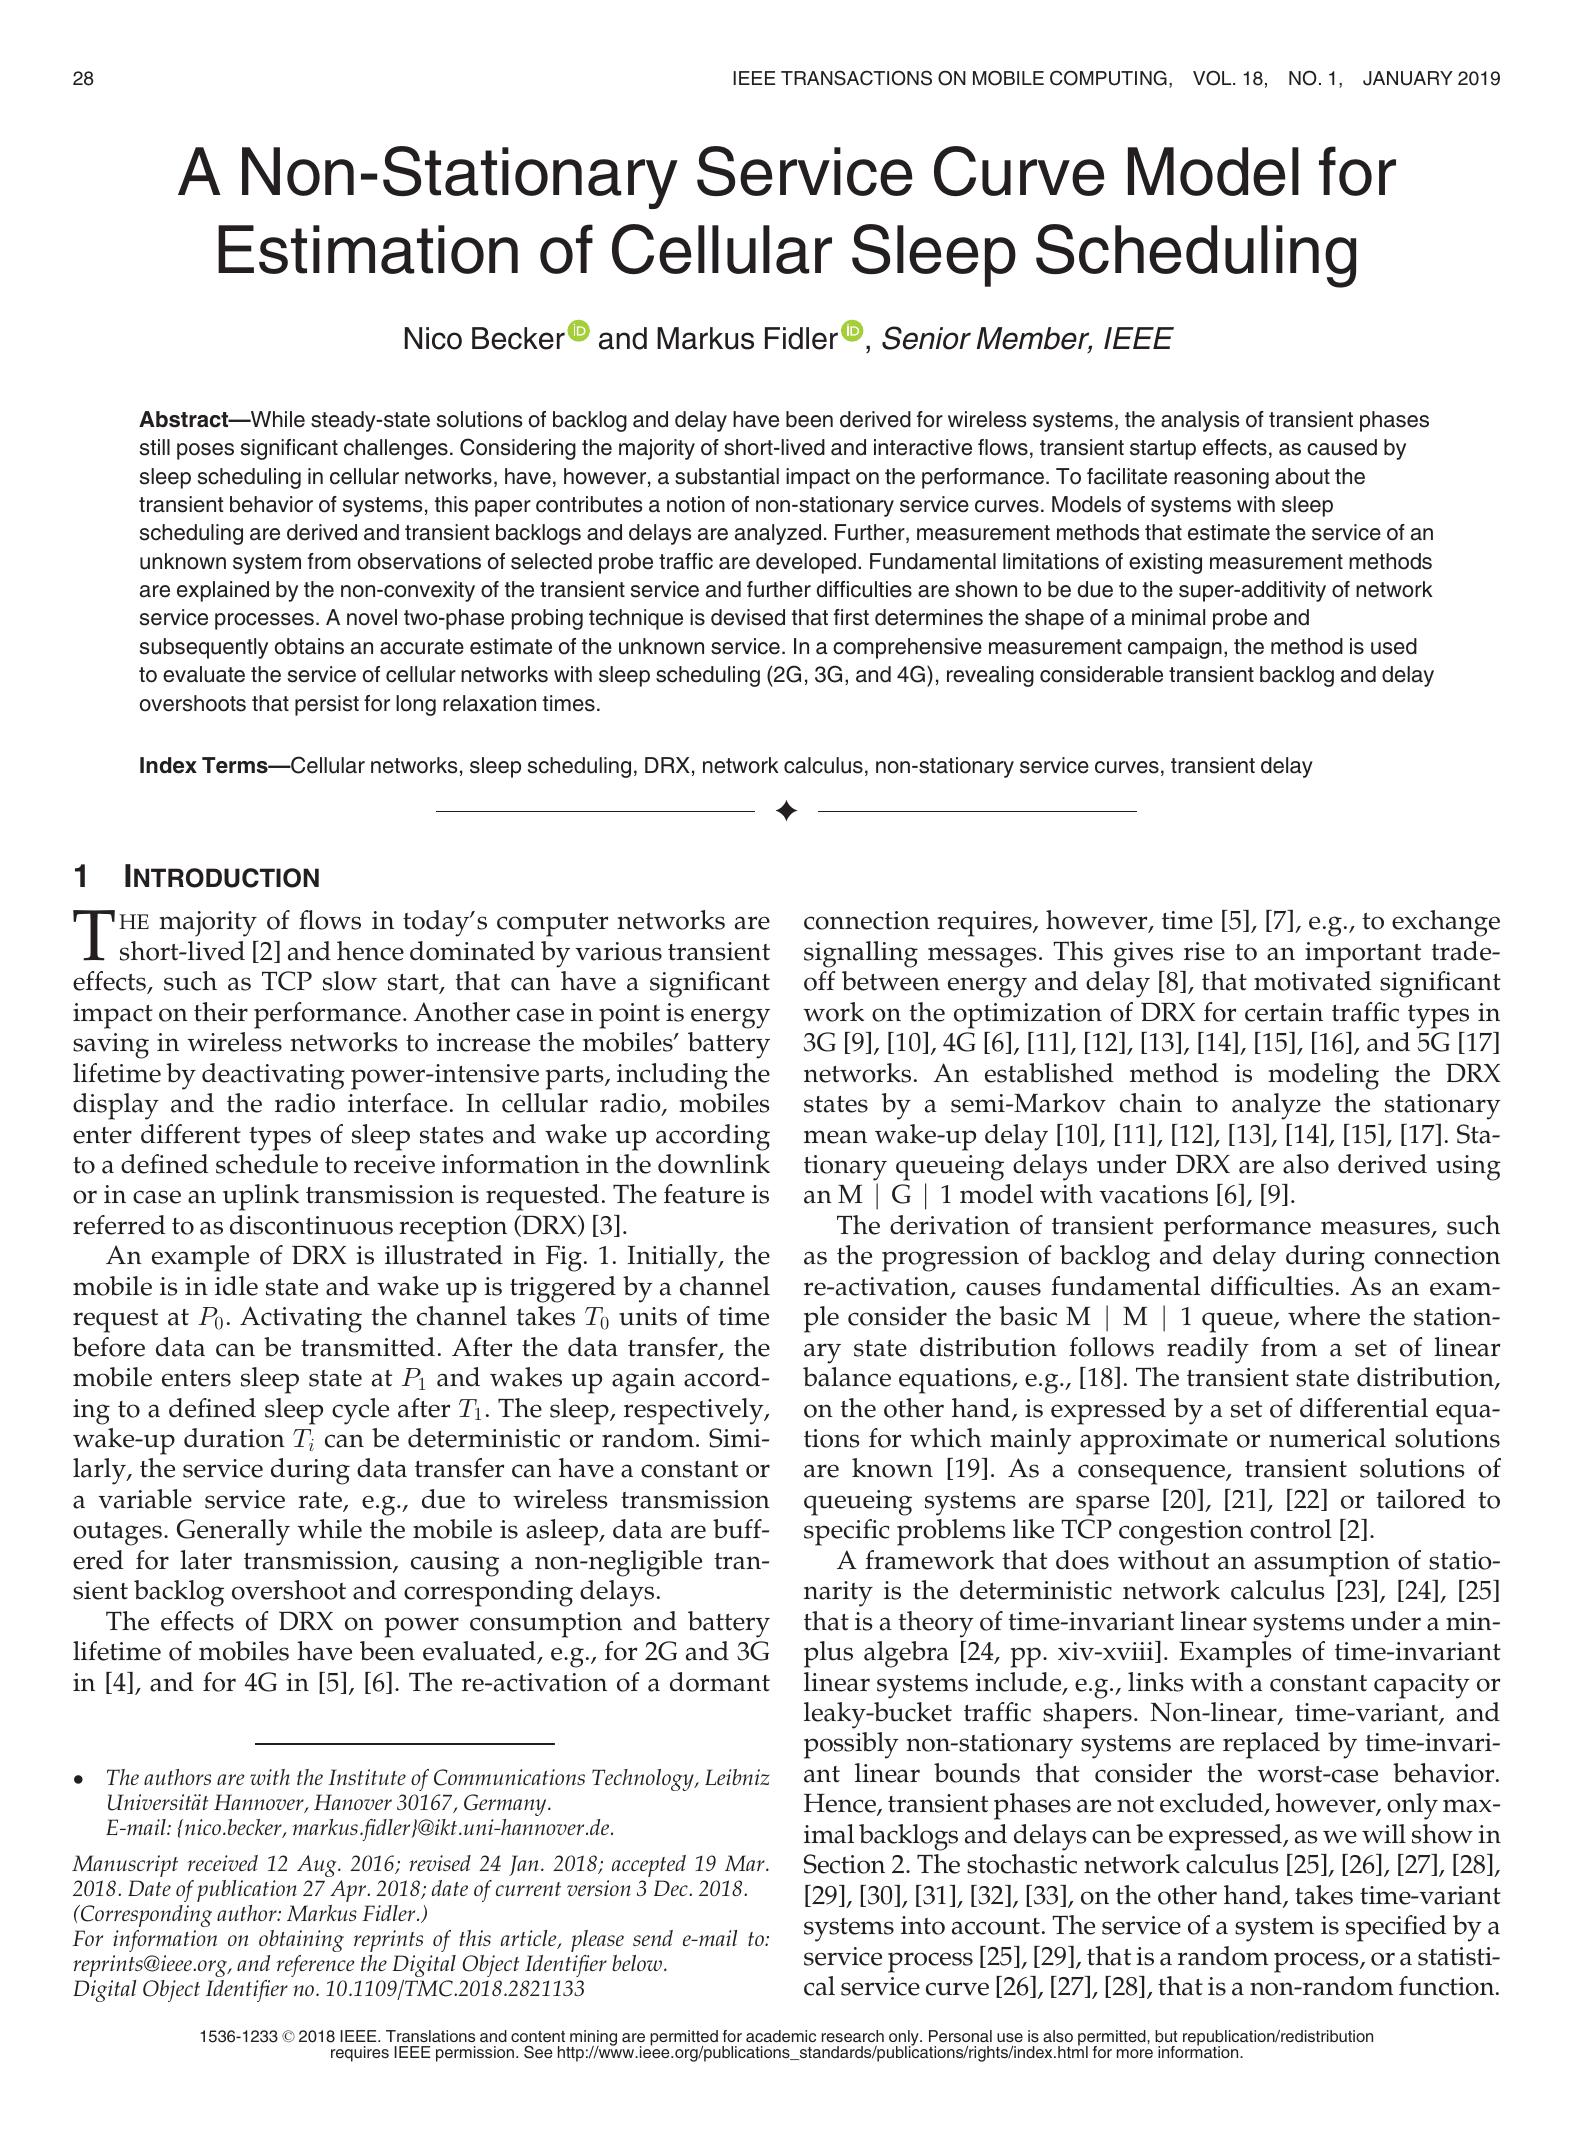 28
IEEE TRANSACTIONS ON MOBILE COMPUTING, VOL. 18, NO. 1, JANUARY 2019
A Non-Stationary Service Curve Model for
Estimation of Cellular Sleep Scheduling
Nico Becker iD and Markus Fidler iD, Senior Member, IEEE
Abstract—While steady-state solutions of backlog and delay have been derived for wireless systems, the analysis of transient phases
still poses significant challenges. Considering the majority of short-lived and interactive flows, transient startup effects, as caused by
sleep scheduling in cellular networks, have, however, a substantial impact on the performance. To facilitate reasoning about the
transient behavior of systems, this paper contributes a notion of non-stationary service curves. Models of systems with sleep
scheduling are derived and transient backlogs and delays are analyzed. Further, measurement methods that estimate the service of an
unknown system from observations of selected probe traffic are developed. Fundamental limitations of existing measurement methods
are explained by the non-convexity of the transient service and further difficulties are shown to be due to the super-additivity of network
service processes. A novel two-phase probing technique is devised that first determines the shape of a minimal probe and
subsequently obtains an accurate estimate of the unknown service. In a comprehensive measurement campaign, the method is used
to evaluate the service of cellular networks with sleep scheduling (2G, 3G, and 4G), revealing considerable transient backlog and delay
overshoots that persist for long relaxation times.
Index Terms—Cellular networks, sleep scheduling, DRX, network calculus, non-stationary service curves, transient delay
1 INTRODUCTION
THE majority of flows in today's computer networks are
short-lived [2] and hence dominated by various transient
effects, such as TCP slow start, that can have a significant
impact on their performance. Another case in point is energy
saving in wireless networks to increase the mobiles' battery
lifetime by deactivating power-intensive parts, including the
display and the radio interface. In cellular radio, mobiles
enter different types of sleep states and wake up according
to a defined schedule to receive information in the downlink
or in case an uplink transmission is requested. The feature is
referred to as discontinuous reception (DRX) [3].
An example of DRX is illustrated in Fig. 1. Initially, the
mobile is in idle state and wake up is triggered by a channel
request at P0. Activating the channel takes T0 units of time
before data can be transmitted. After the data transfer, the
mobile enters sleep state at P1 and wakes up again accord-
ing to a defined sleep cycle after T1. The sleep, respectively,
wake-up duration Ti can be deterministic or random. Simi-
larly, the service during data transfer can have a constant or
a variable service rate, e.g., due to wireless transmission
outages. Generally while the mobile is asleep, data are buff-
ered for later transmission, causing a non-negligible tran-
sient backlog overshoot and corresponding delays.
The effects of DRX on power consumption and battery
lifetime of mobiles have been evaluated, e.g., for 2G and 3G
in [4], and for 4G in [5], [6]. The re-activation of a dormant
• The authors are with the Institute of Communications Technology, Leibniz
Universität Hannover, Hanover 30167, Germany.
E-mail: {nico.becker, markus.fidler}@ikt.uni-hannover.de.
Manuscript received 12 Aug. 2016; revised 24 Jan. 2018; accepted 19 Mar.
2018. Date of publication 27 Apr. 2018; date of current version 3 Dec. 2018.
(Corresponding author: Markus Fidler.)
For information on obtaining reprints of this article, please send e-mail to:
reprints@ieee.org, and reference the Digital Object Identifier below.
Digital Object Identifier no. 10.1109/TMC.2018.2821133
connection requires, however, time [5], [7], e.g., to exchange
signalling messages. This gives rise to an important trade-
off between energy and delay [8], that motivated significant
work on the optimization of DRX for certain traffic types in
3G [9], [10], 4G [6], [11], [12], [13], [14], [15], [16], and 5G [17]
networks. An established method is modeling the DRX
states by a semi-Markov chain to analyze the stationary
mean wake-up delay [10], [11], [12], [13], [14], [15], [17]. Sta-
tionary queueing delays under DRX are also derived using
an M | G | 1 model with vacations [6], [9].
The derivation of transient performance measures, such
as the progression of backlog and delay during connection
re-activation, causes fundamental difficulties. As an exam-
ple consider the basic M | M | 1 queue, where the station-
ary state distribution follows readily from a set of linear
balance equations, e.g., [18]. The transient state distribution,
on the other hand, is expressed by a set of differential equa-
tions for which mainly approximate or numerical solutions
are known [19]. As a consequence, transient solutions of
queueing systems are sparse [20], [21], [22] or tailored to
specific problems like TCP congestion control [2].
A framework that does without an assumption of statio-
narity is the deterministic network calculus [23], [24], [25]
that is a theory of time-invariant linear systems under a min-
plus algebra [24, pp. xiv-xviii]. Examples of time-invariant
linear systems include, e.g., links with a constant capacity or
leaky-bucket traffic shapers. Non-linear, time-variant, and
possibly non-stationary systems are replaced by time-invari-
ant linear bounds that consider the worst-case behavior.
Hence, transient phases are not excluded, however, only max-
imal backlogs and delays can be expressed, as we will show in
Section 2. The stochastic network calculus [25], [26], [27], [28],
[29], [30], [31], [32], [33], on the other hand, takes time-variant
systems into account. The service of a system is specified by a
service process [25], [29], that is a random process, or a statisti-
cal service curve [26], [27], [28], that is a non-random function.
1536-1233 © 2018 IEEE. Translations and content mining are permitted for academic research only. Personal use is also permitted, but republication/redistribution
requires IEEE permission. See http://www.ieee.org/publications_standards/publications/rights/index.html for more information.